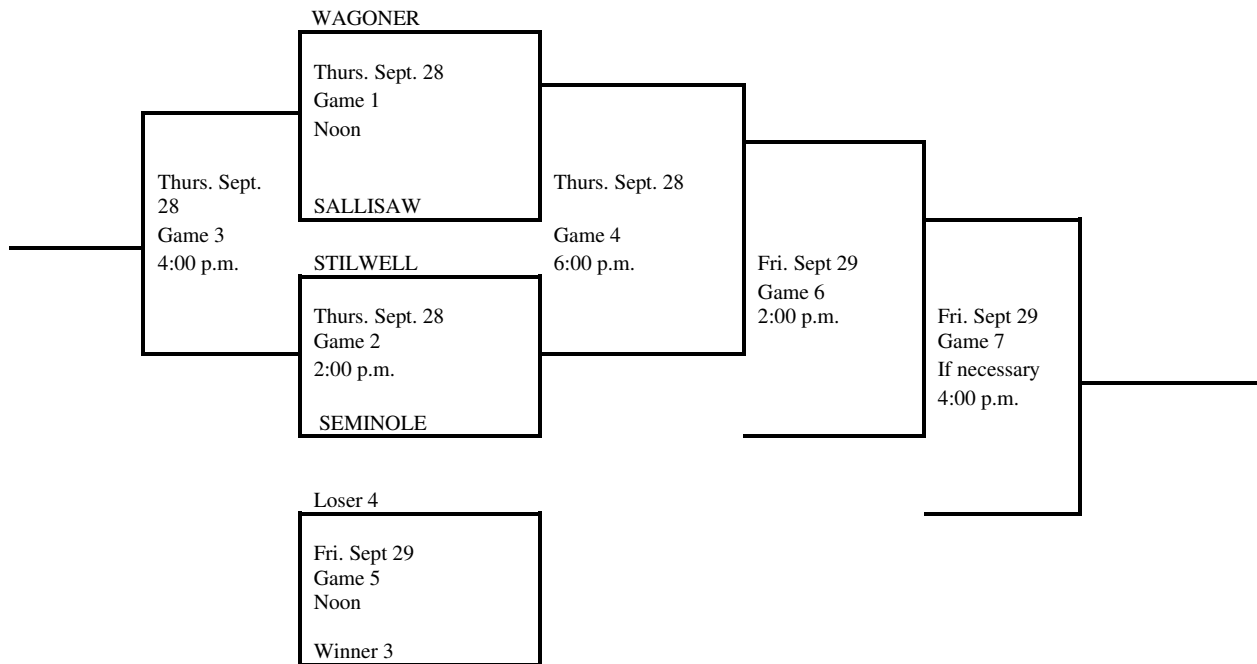 WAGONER
Thurs. Sept. 28
Game 1
Noon
SALLISAW
Thurs. Sept.
28
Game 3
4:00 p.m.
STILWELL
Thurs. Sept. 28
Game 2
2:00 p.m.
SEMINOLE
Thurs. Sept. 28
Game 4
6:00 p.m.
Fri. Sept 29
Game 6
2:00 p.m.
Fri. Sept 29
Game 7
If necessary
4:00 p.m.
Loser 4
Fri. Sept 29
Game 5
Noon
Winner 3